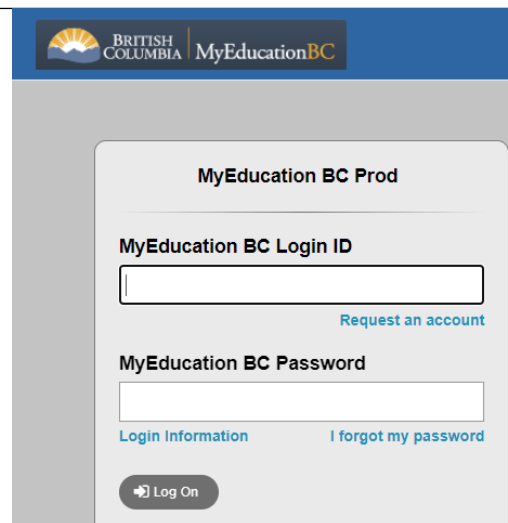 BRITISH
COLUMBIA MyEducationBC
MyEducation BC Prod
MyEducation BC Login ID
Request an account
MyEducation BC Password
Login Information I forgot my password
Log On